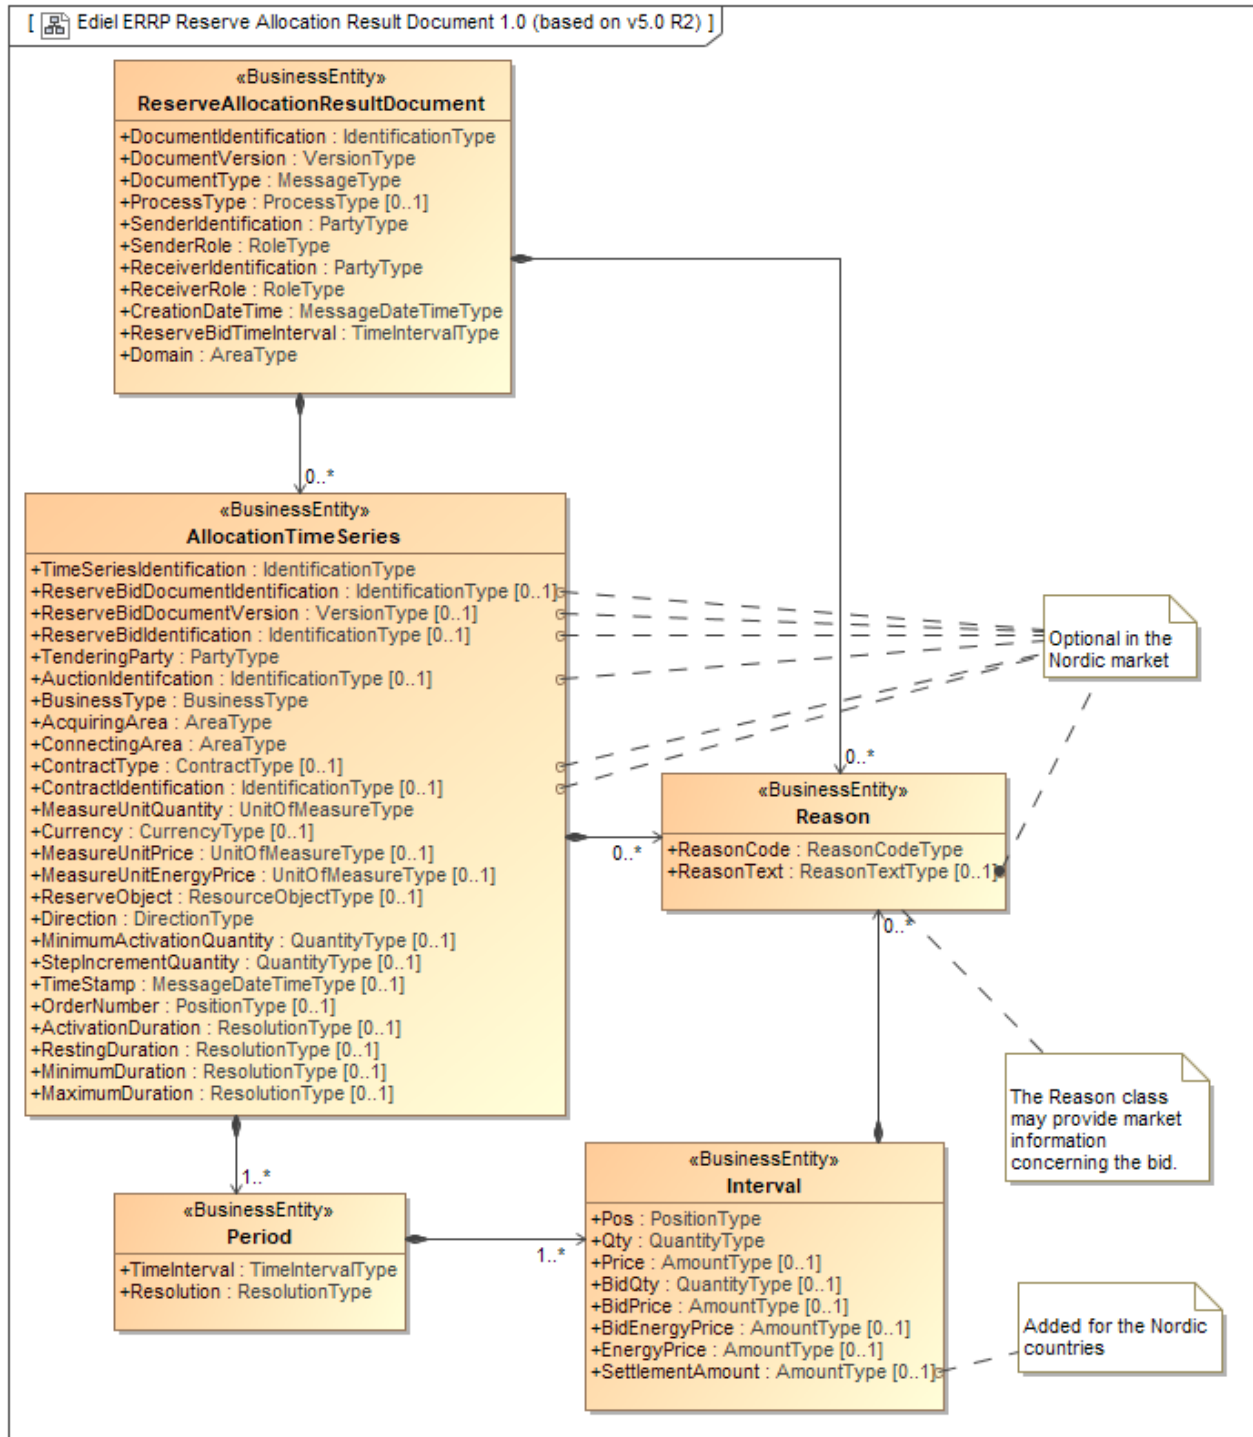 [ Ediel ERRP Reserve Allocation Result Document 1.0 (based on v5.0 R2) ]
«BusinessEntity»
ReserveAllocationResultDocument
+DocumentIdentification : IdentificationType
+DocumentVersion : VersionType
+DocumentType : MessageType
+ProcessType : ProcessType [0..1]
+SenderIdentification : PartyType
+SenderRole : RoleType
+ReceiverIdentification : PartyType
+ReceiverRole : RoleType
+CreationDateTime : MessageDateTimeType
+ReserveBidTimeInterval : TimeIntervalType
+Domain : AreaType
0..*
«BusinessEntity»
AllocationTimeSeries
+TimeSeriesIdentification : IdentificationType
+ReserveBidDocumentIdentification : IdentificationType [0..1]
+ReserveBidDocumentVersion : VersionType [0..1]
+ReserveBidIdentification : IdentificationType [0..1]
+TenderingParty : PartyType
+AuctionIdentifcation : IdentificationType [0..1]
+BusinessType : BusinessType
+AcquiringArea : AreaType
+ConnectingArea : AreaType
+ContractType : ContractType [0..1]
+ContractIdentification : IdentificationType [0..1]
+MeasureUnitQuantity : UnitOfMeasureType
+Currency : CurrencyType [0..1]
+MeasureUnitPrice : UnitOfMeasureType [0..1]
+MeasureUnitEnergyPrice : UnitOfMeasureType [0..1]
+ReserveObject : ResourceObjectType [0..1]
+Direction : DirectionType
+MinimumActivationQuantity : QuantityType [0..1]
+StepIncrementQuantity : QuantityType [0..1]
+TimeStamp : MessageDateTimeType [0..1]
+OrderNumber : PositionType [0..1]
+ActivationDuration : ResolutionType [0..1]
+RestingDuration : ResolutionType [0..1]
+MinimumDuration : ResolutionType [0..1]
+MaximumDuration : ResolutionType [0..1]
Optional in the
Nordic market
0..*
«BusinessEntity»
Reason
+ReasonCode : ReasonCodeType
+ReasonText : ReasonTextType [0..1]
0..*
0..*
The Reason class
may provide market
information
concerning the bid.
1..*
«BusinessEntity»
Period
+TimeInterval : TimeIntervalType
+Resolution : ResolutionType
1..*
«BusinessEntity»
Interval
+Pos : PositionType
+Qty : QuantityType
+Price : AmountType [0..1]
+BidQty : QuantityType [0..1]
+BidPrice : AmountType [0..1]
+BidEnergyPrice : AmountType [0..1]
+EnergyPrice : AmountType [0..1]
+SettlementAmount : AmountType [0..1]
Added for the Nordic
countries